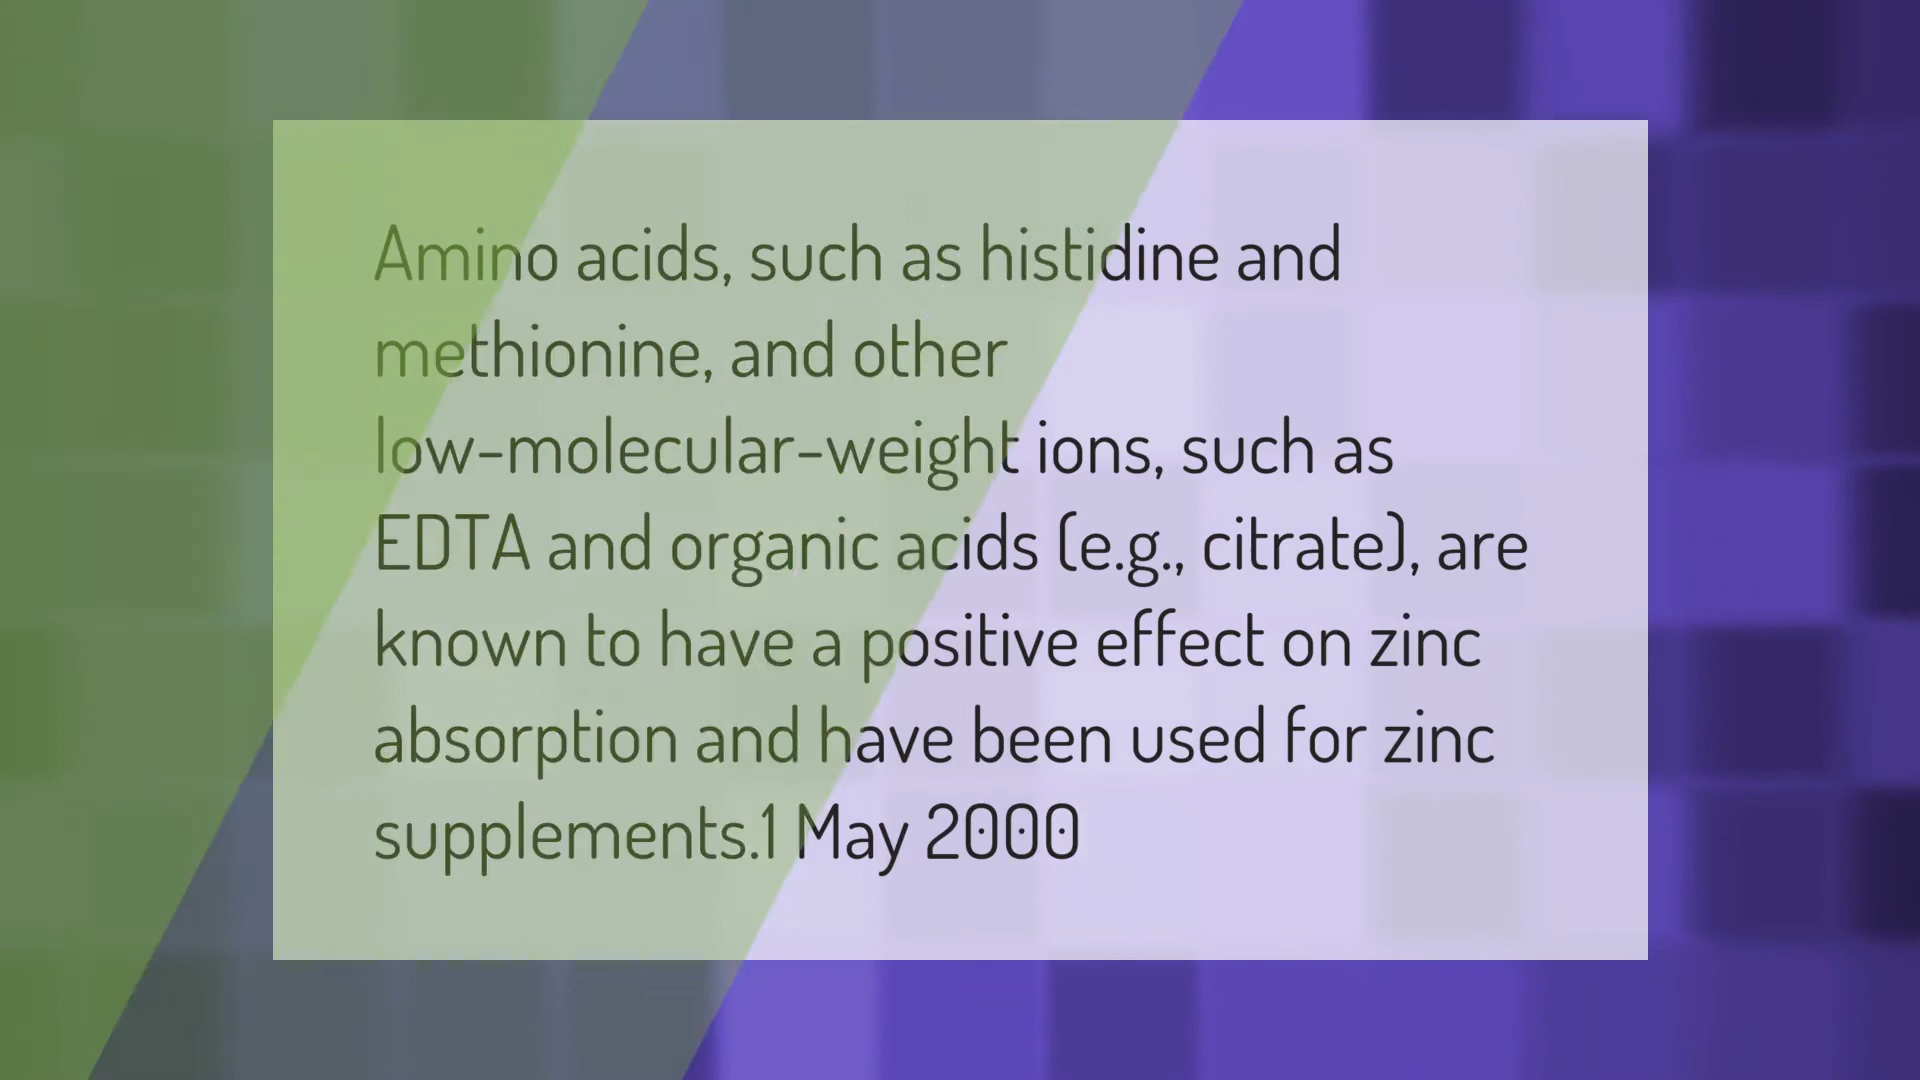 Amino acids, such as histidine and
methionine, and other
low-molecular-weight ions, such as
EDTA and organic acids (e.g., citrate), are
known to have a positive effect on zinc
absorption and have been used for zinc
supplements.1 May 2000